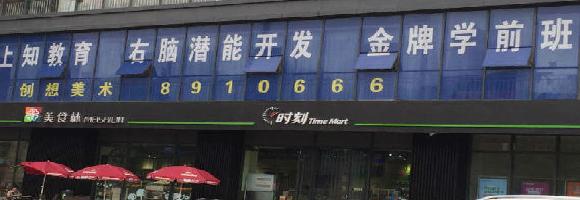 上知教育 右脑潜能开发 金牌学前班
创想美术 8910666
美食林 时刻 Time Mart